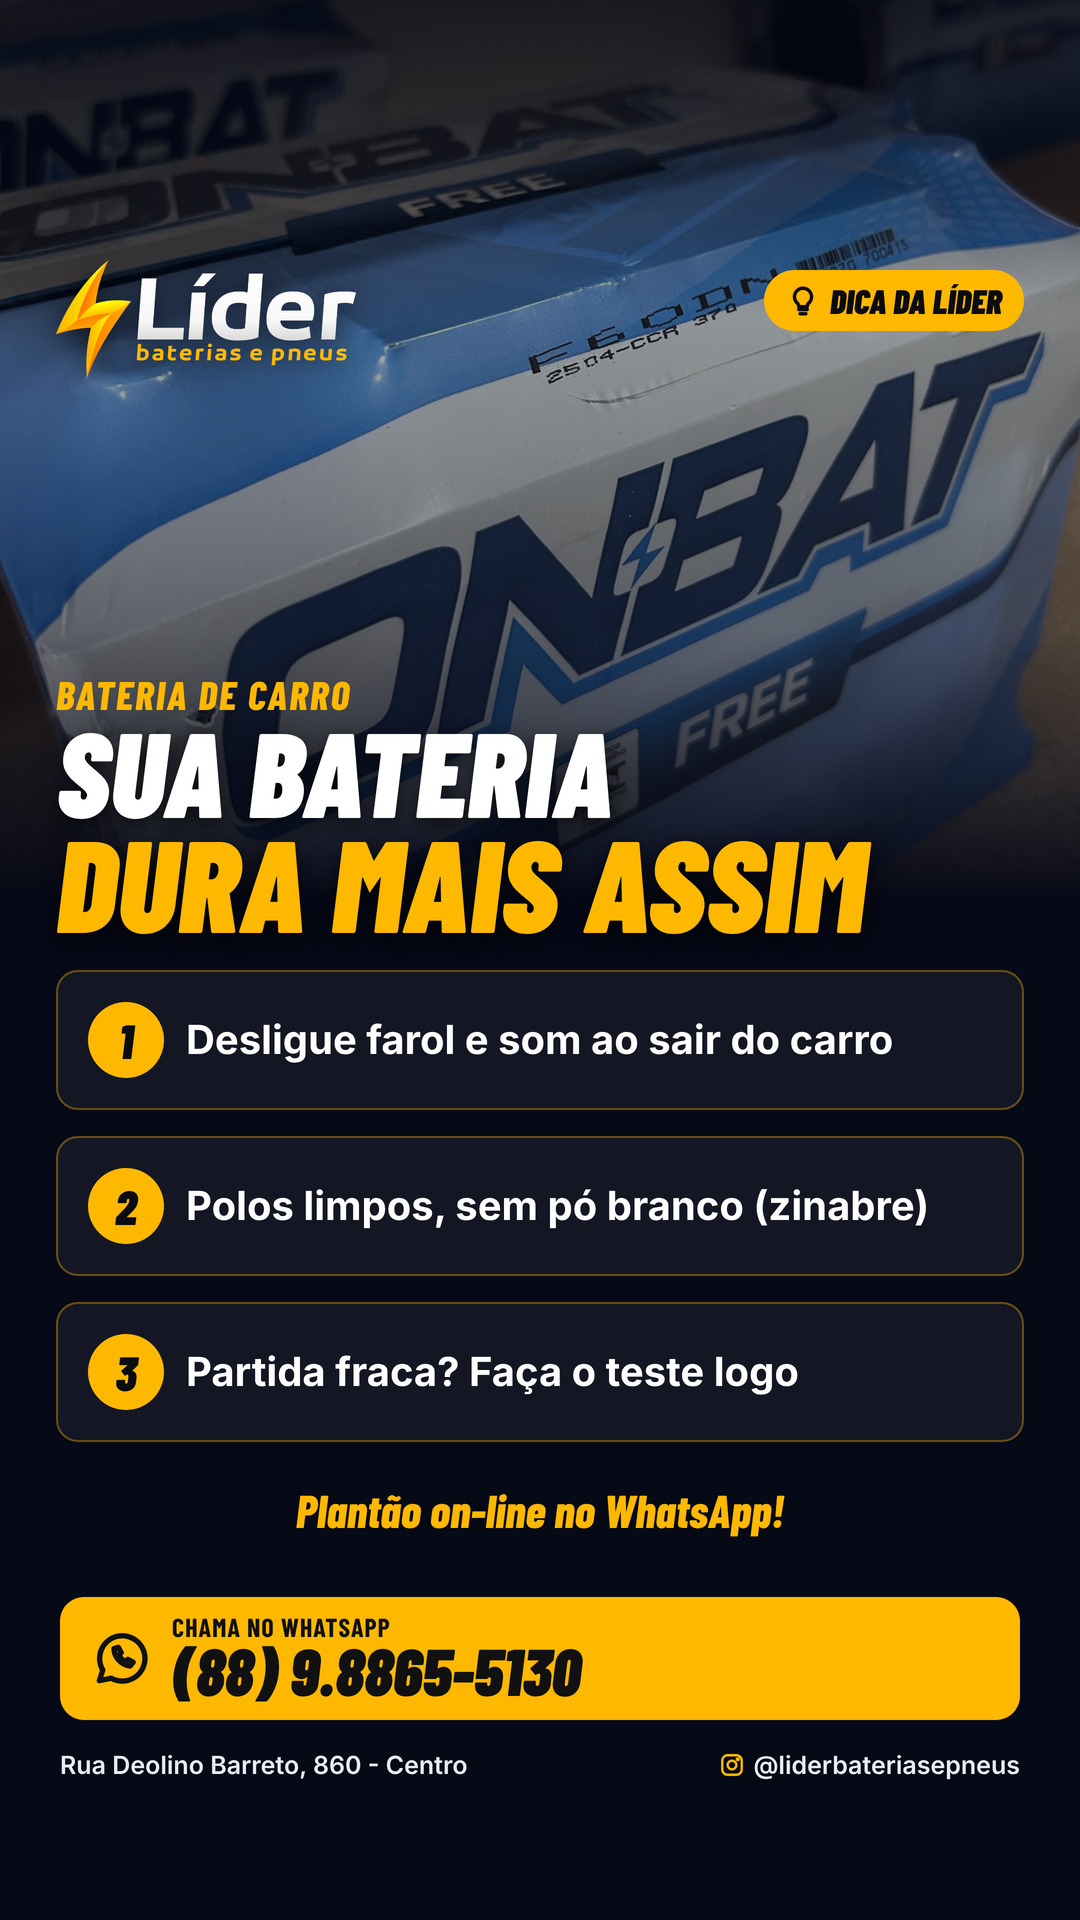 ONBAT
ONBAT
FREE
F60DN
2504-CCR 370
700415
Líder
baterias e pneus
DICA DA LÍDER
ONBAT
FREE
BATERIA DE CARRO
SUA BATERIA
DURA MAIS ASSIM
1 Desligue farol e som ao sair do carro
2 Polos limpos, sem pó branco (zinabre)
3 Partida fraca? Faça o teste logo
Plantão on-line no WhatsApp!
CHAMA NO WHATSAPP
(88) 9.8865-5130
Rua Deolino Barreto, 860 - Centro
@liderbateriasepneus